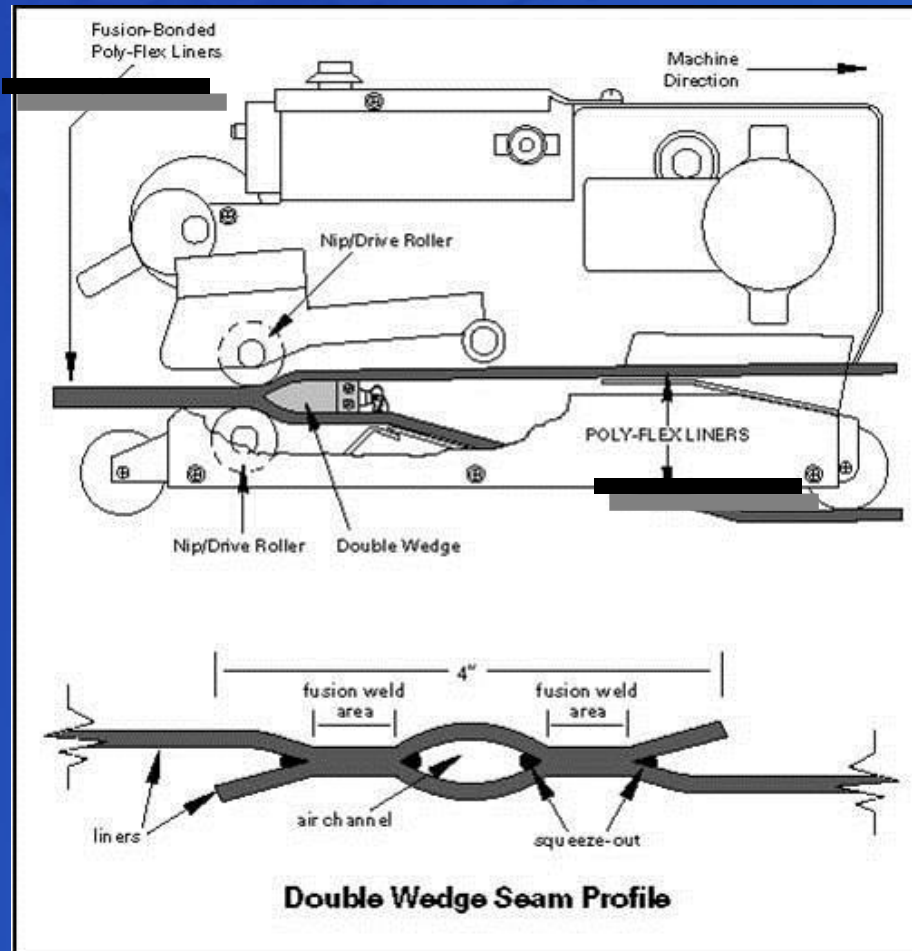 Fusion-Bonded
Poly-Flex Liners
Machine
Direction
Nip/Drive Roller
POLY-FLEX LINERS
Nip/Drive Roller
Double Wedge
4"
fusion weld
area
fusion weld
area
liners
air channel
squeeze-out
Double Wedge Seam Profile